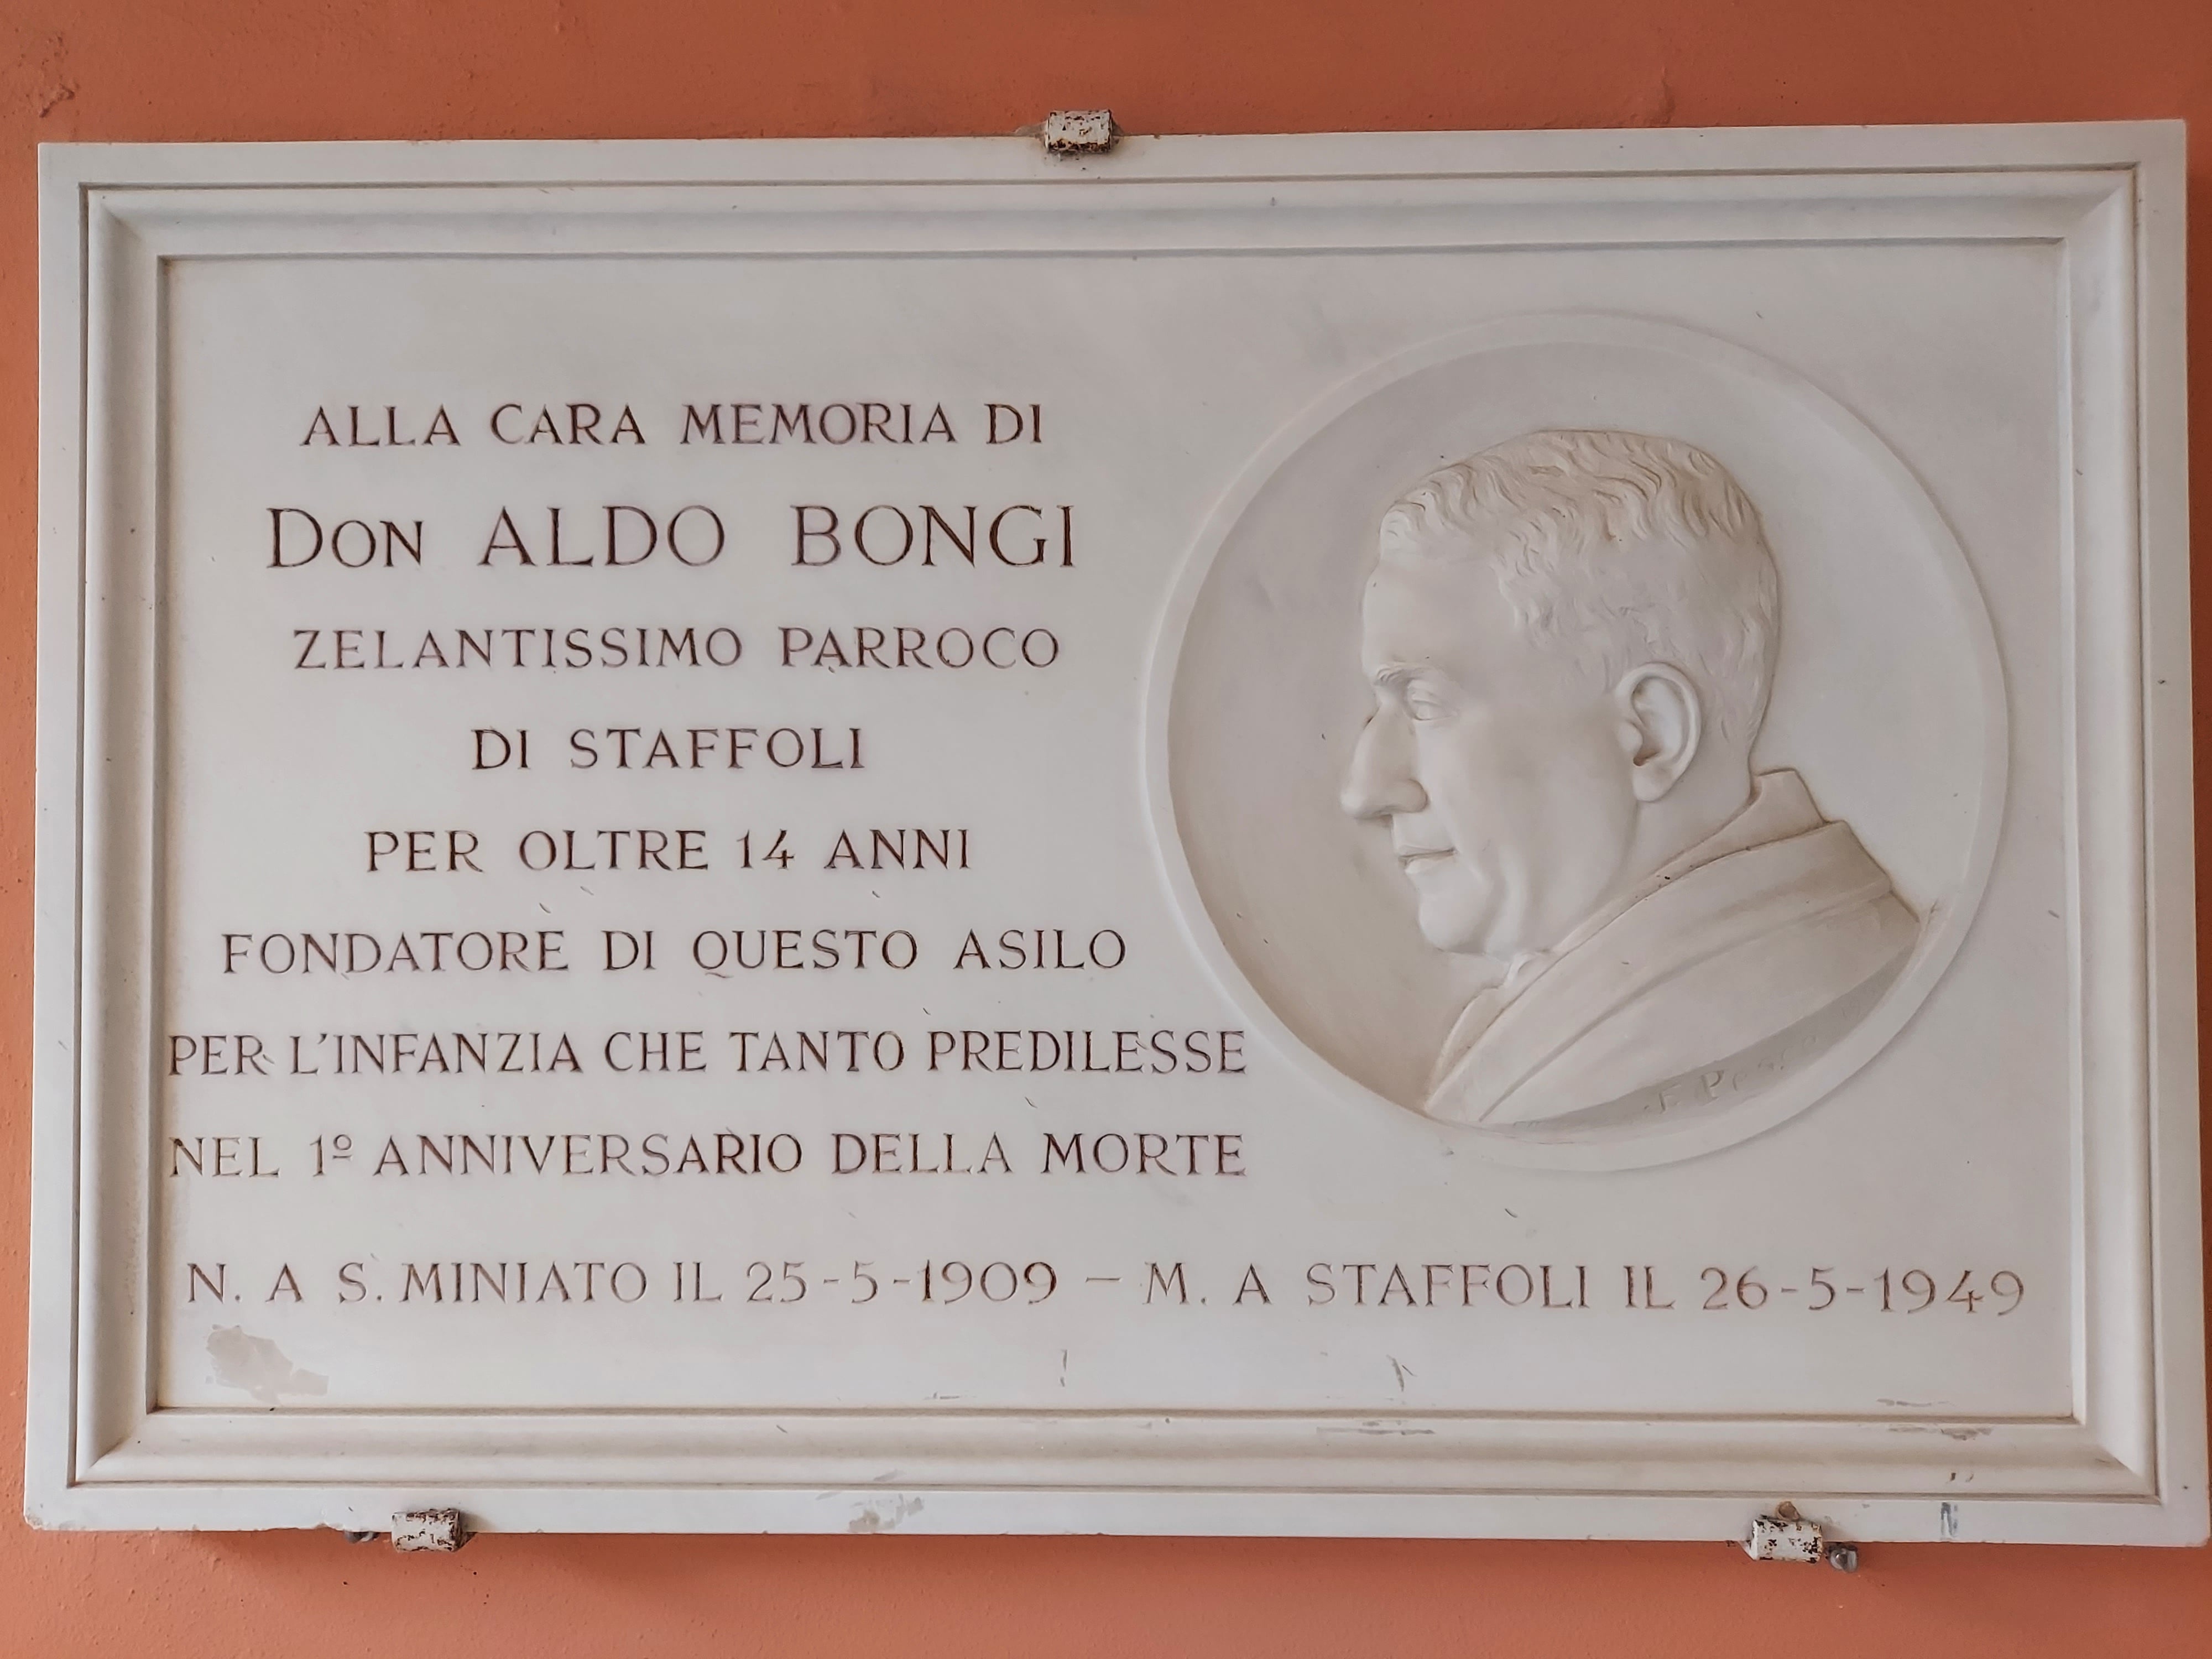 ALLA CARA MEMORIA DI
DON ALDO BONGI
ZELANTISSIMO PARROCO
DI STAFFOLI
PER OLTRE 14 ANNI
FONDATORE DI QUESTO ASILO
PER L'INFANZIA CHE TANTO PREDILESSE
NEL 1º ANNIVERSARIO DELLA MORTE
N. A S. MINIATO IL 25-5-1909 – M. A STAFFOLI IL 26-5-1949